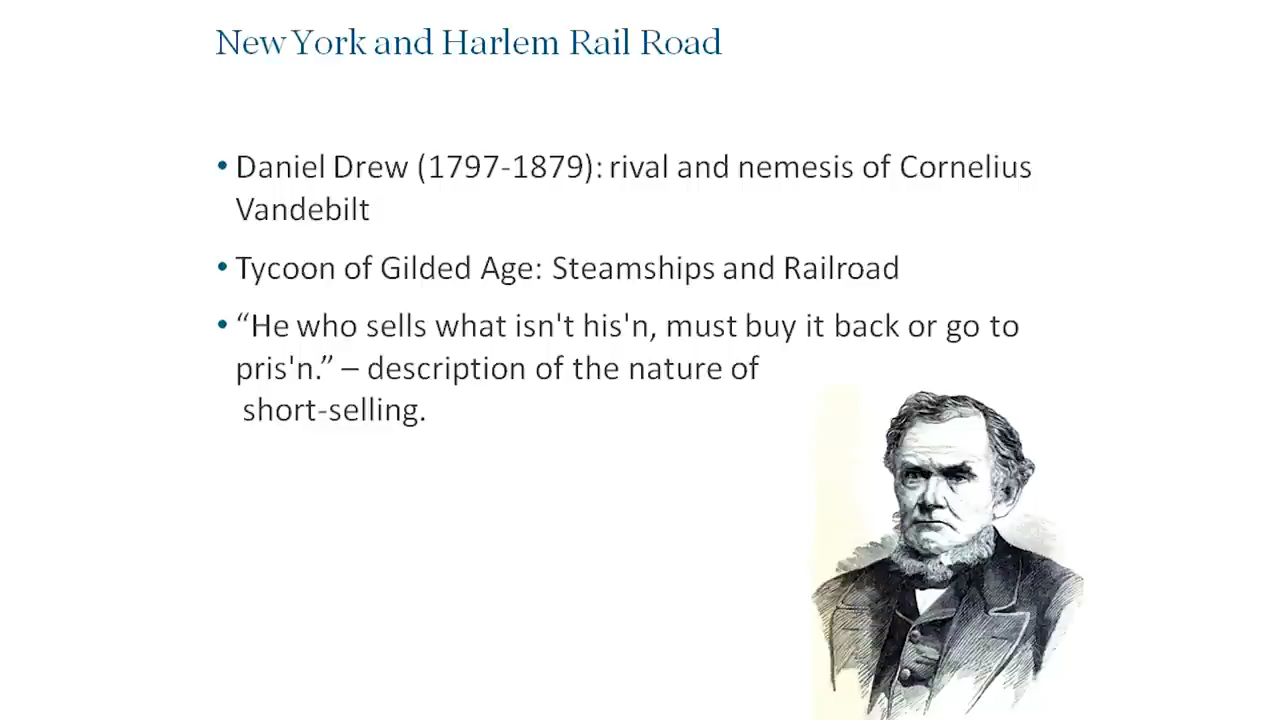 New York and Harlem Rail Road
• Daniel Drew (1797-1879): rival and nemesis of Cornelius
Vandebilt
• Tycoon of Gilded Age: Steamships and Railroad
• “He who sells what isn't his'n, must buy it back or go to
pris'n.” – description of the nature of
short-selling.